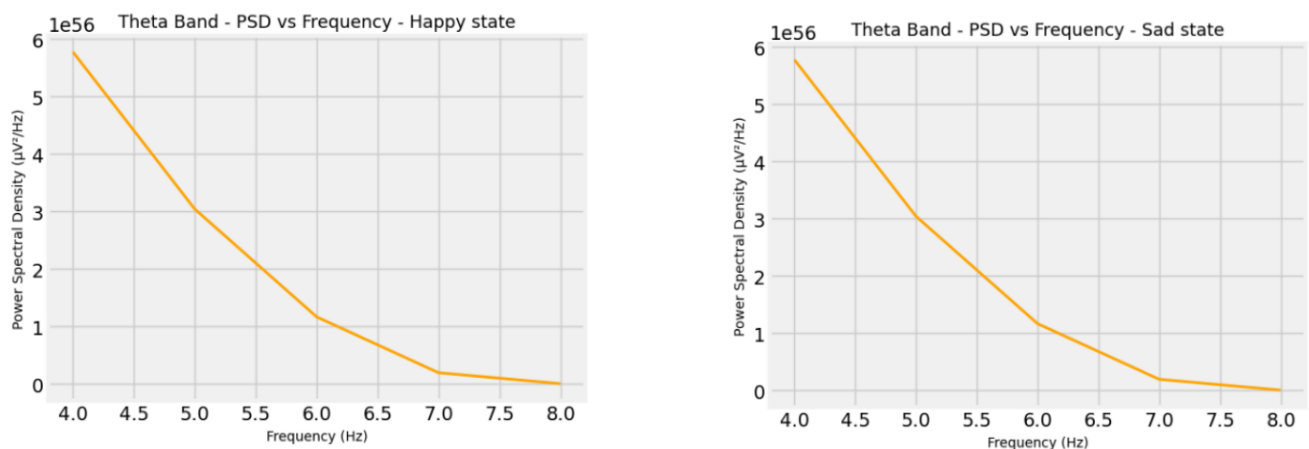 Theta Band - PSD vs Frequency - Happy state
1e56
6
5
4
3
2
1
0
Power Spectral Density (µV²/Hz)
4.0 4.5 5.0 5.5 6.0 6.5 7.0 7.5 8.0
Frequency (Hz)
Theta Band - PSD vs Frequency - Sad state
1e56
6
5
4
3
2
1
0
Power Spectral Density (µV²/Hz)
4.0 4.5 5.0 5.5 6.0 6.5 7.0 7.5 8.0
Frequency (Hz)